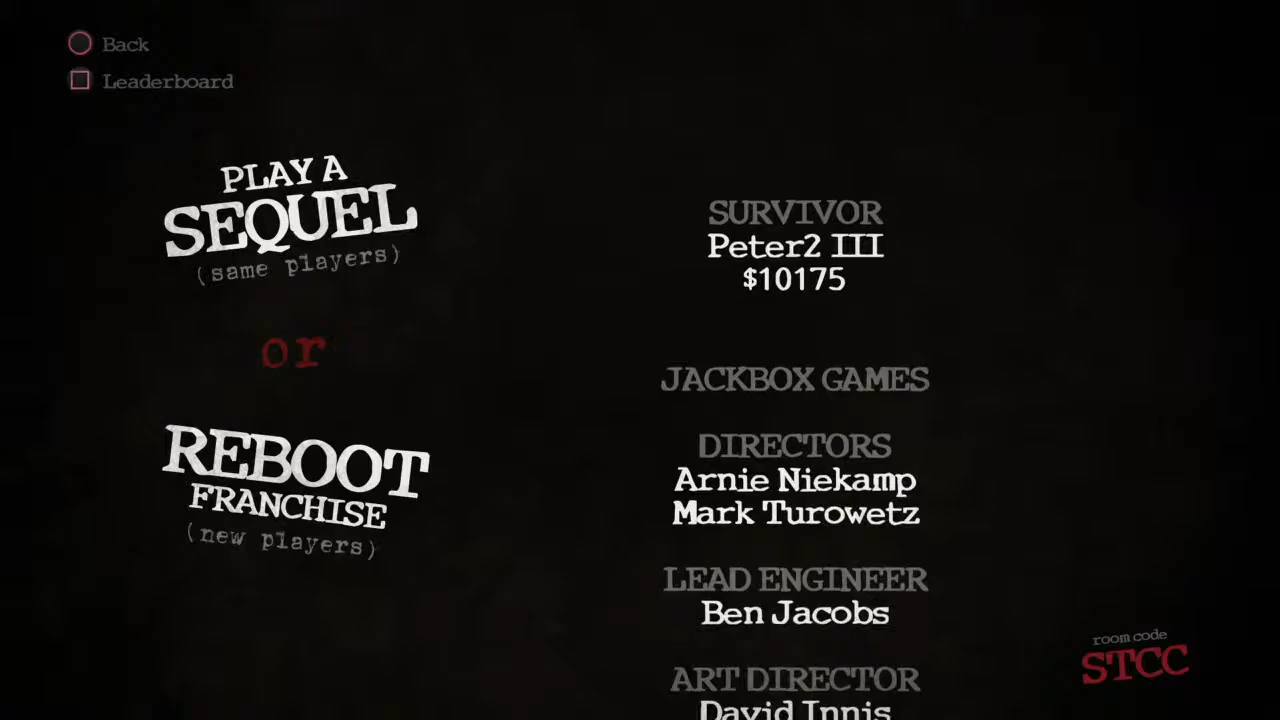 Back
Leaderboard
PLAY A
SEQUEL
(same players)
or
REBOOT
FRANCHISE
(new players)
SURVIVOR
Peter2 III
$10175
JACKBOX GAMES
DIRECTORS
Arnie Niekamp
Mark Turowetz
LEAD ENGINEER
Ben Jacobs
ART DIRECTOR
David Innis
room code
STCC